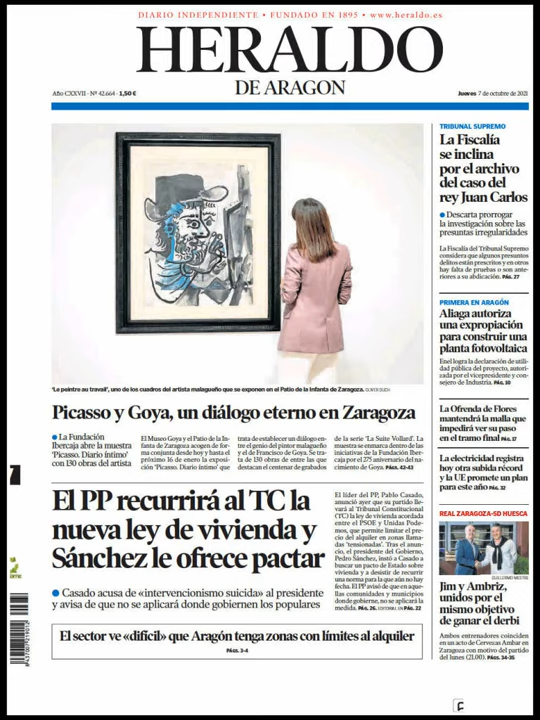 DIARIO INDEPENDIENTE • FUNDADO EN 1895 • www.heraldo.es
HERALDO
DE ARAGON
Año CXXVII - Nº 42.664 - 1,50 €
Jueves 7 de octubre de 2021
'Le peintre au travail', uno de los cuadros del artista malagueño que se exponen en el Patio de la Infanta de Zaragoza. OLIVER DUCH
Picasso y Goya, un diálogo eterno en Zaragoza
● La Fundación
Ibercaja abre la muestra
'Picasso. Diario íntimo'
con 130 obras del artista
El Museo Goya y el Patio de la In-
fanta de Zaragoza acogen de for-
ma conjunta desde hoy y hasta el
próximo 16 de enero la exposi-
ción 'Picasso. Diario íntimo' que
trata de establecer un diálogo en-
tre el genio del pintor malagueño
y el de Francisco de Goya. Se tra-
ta de 130 obras de entre las que
destacan el centenar de grabados
de la serie 'La Suite Vollard'. La
muestra se enmarca dentro de las
iniciativas de la Fundación Iber-
caja por el 275 aniversario del na-
cimiento de Goya. PÁGS. 42-43
El PP recurrirá al TC la
nueva ley de vivienda y
Sánchez le ofrece pactar
● Casado acusa de «intervencionismo suicida» al presidente
y avisa de que no se aplicará donde gobiernen los populares
El líder del PP, Pablo Casado,
anunció ayer que su partido lle-
vará al Tribunal Constitucional
(TC) la ley de vivienda acordada
entre el PSOE y Unidas Pode-
mos, que permite limitar el pre-
cio del alquiler en zonas llama-
das 'tensionadas'. Tras el anun-
cio, el presidente del Gobierno,
Pedro Sánchez, instó a Casado a
buscar un pacto de Estado sobre
vivienda y a desistir de recurrir
una norma para la que aún no hay
fecha. El PP avisó de que en aque-
llas comunidades y municipios
donde gobierne, no se aplicará la
medida. PÁG. 26. EDITORIAL EN PÁG. 22
El sector ve «difícil» que Aragón tenga zonas con límites al alquiler
PÁGS. 3-4
TRIBUNAL SUPREMO
La Fiscalía
se inclina
por el archivo
del caso del
rey Juan Carlos
● Descarta prorrogar
la investigación sobre las
presuntas irregularidades
La Fiscalía del Tribunal Supremo
considera que algunos presuntos
delitos están prescritos y en otros
hay falta de pruebas o son ante-
riores a su abdicación. PÁG. 27
PRIMERA EN ARAGÓN
Aliaga autoriza
una expropiación
para construir una
planta fotovoltaica
Enel logra la declaración de utili-
dad pública del proyecto, autori-
zada por el vicepresidente y con-
sejero de Industria. PÁG. 10
La Ofrenda de Flores
mantendrá la malla que
impedirá ver su paso
en el tramo final PÁG. 17
La electricidad registra
hoy otra subida récord
y la UE promete un plan
para este año PÁG. 32
REAL ZARAGOZA-SD HUESCA
GUILLERMO MESTRE
Jim y Ambriz,
unidos por el
mismo objetivo
de ganar el derbi
Ambos entrenadores coinciden
en un acto de Cervezas Ambar en
Zaragoza con motivo del partido
del lunes (21.00). PÁGS. 34-35